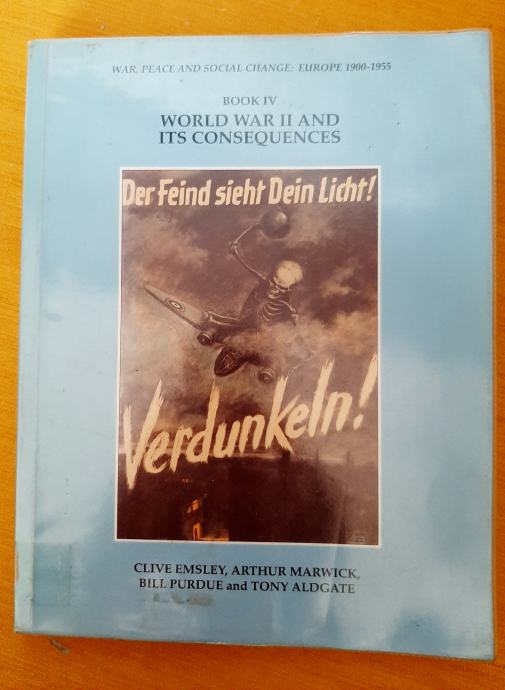 WAR, PEACE AND SOCIAL CHANGE: EUROPE 1900-1955
BOOK IV
WORLD WAR II AND
ITS CONSEQUENCES
Der Feind sieht Dein Licht!
Verdunkeln!
CLIVE EMSLEY, ARTHUR MARWICK,
BILL PURDUE and TONY ALDGATE